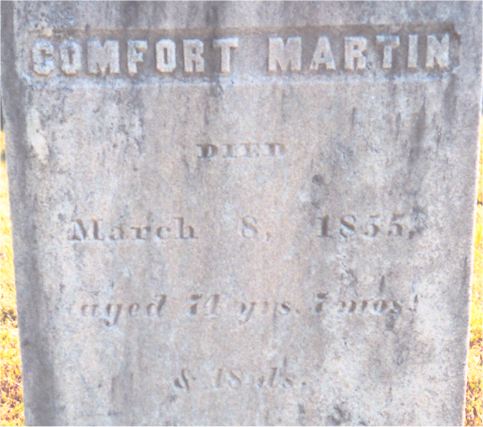 COMFORT MARTIN
DIED
March 8, 1855,
aged 74 yrs. 7 mos.
& 18 ds.